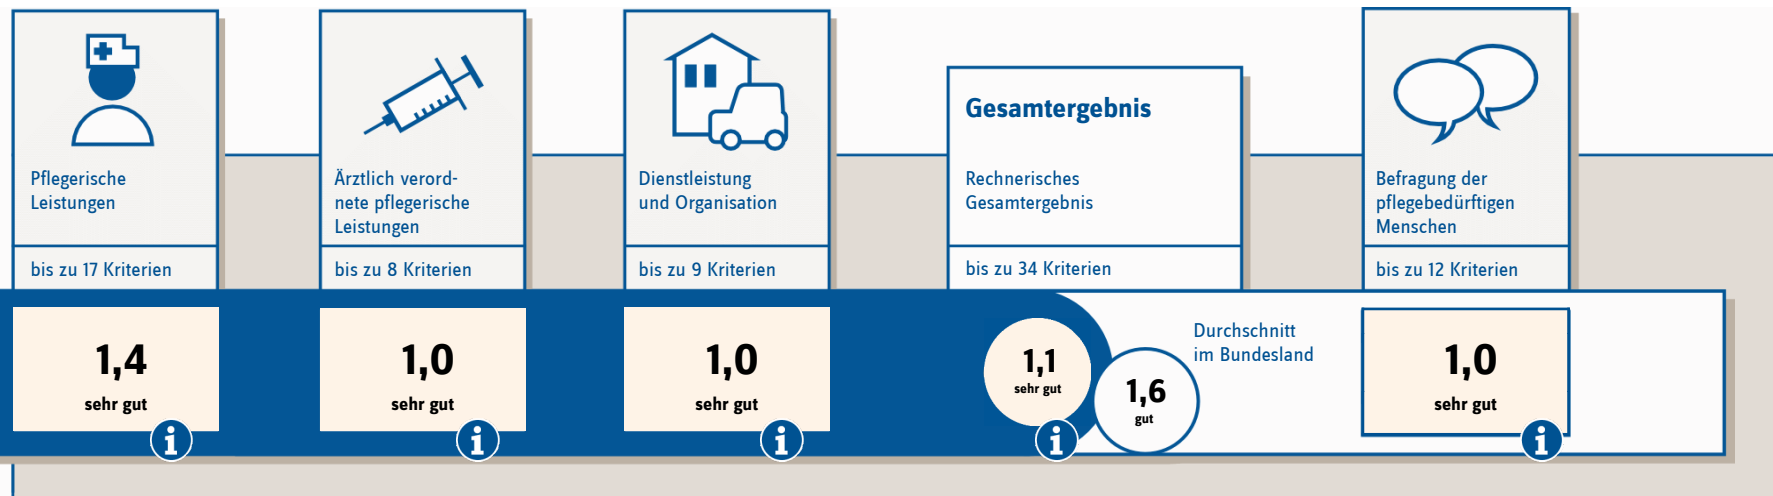 Pflegerische
Leistungen
bis zu 17 Kriterien
1,4
sehr gut
Ärztlich verord-
nete pflegerische
Leistungen
bis zu 8 Kriterien
1,0
sehr gut
Dienstleistung
und Organisation
bis zu 9 Kriterien
1,0
sehr gut
Gesamtergebnis
Rechnerisches
Gesamtergebnis
bis zu 34 Kriterien
1,1
sehr gut
1,6
gut
Durchschnitt
im Bundesland
Befragung der
pflegebedürftigen
Menschen
bis zu 12 Kriterien
1,0
sehr gut